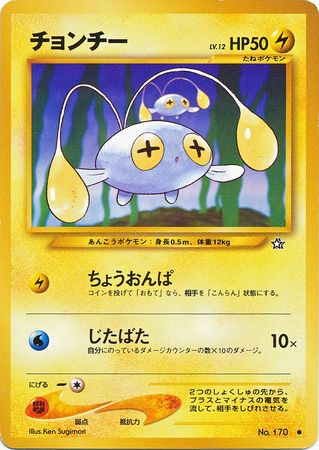 チョンチー LV.12 HP50
たねポケモン
あんこうポケモン：身長0.5m、体重12kg
ちょうおんぱ
コインを投げて「おもて」なら、相手を「こんらん」状態にする。
じたばた 10×
自分にのっているダメージカウンターの数×10のダメージ。
にげる
弱点 抵抗力
2つのしょくしゅの先から、
プラスとマイナスの電気を
流して、相手をしびれさせる。
Illus.Ken Sugimori
No.170